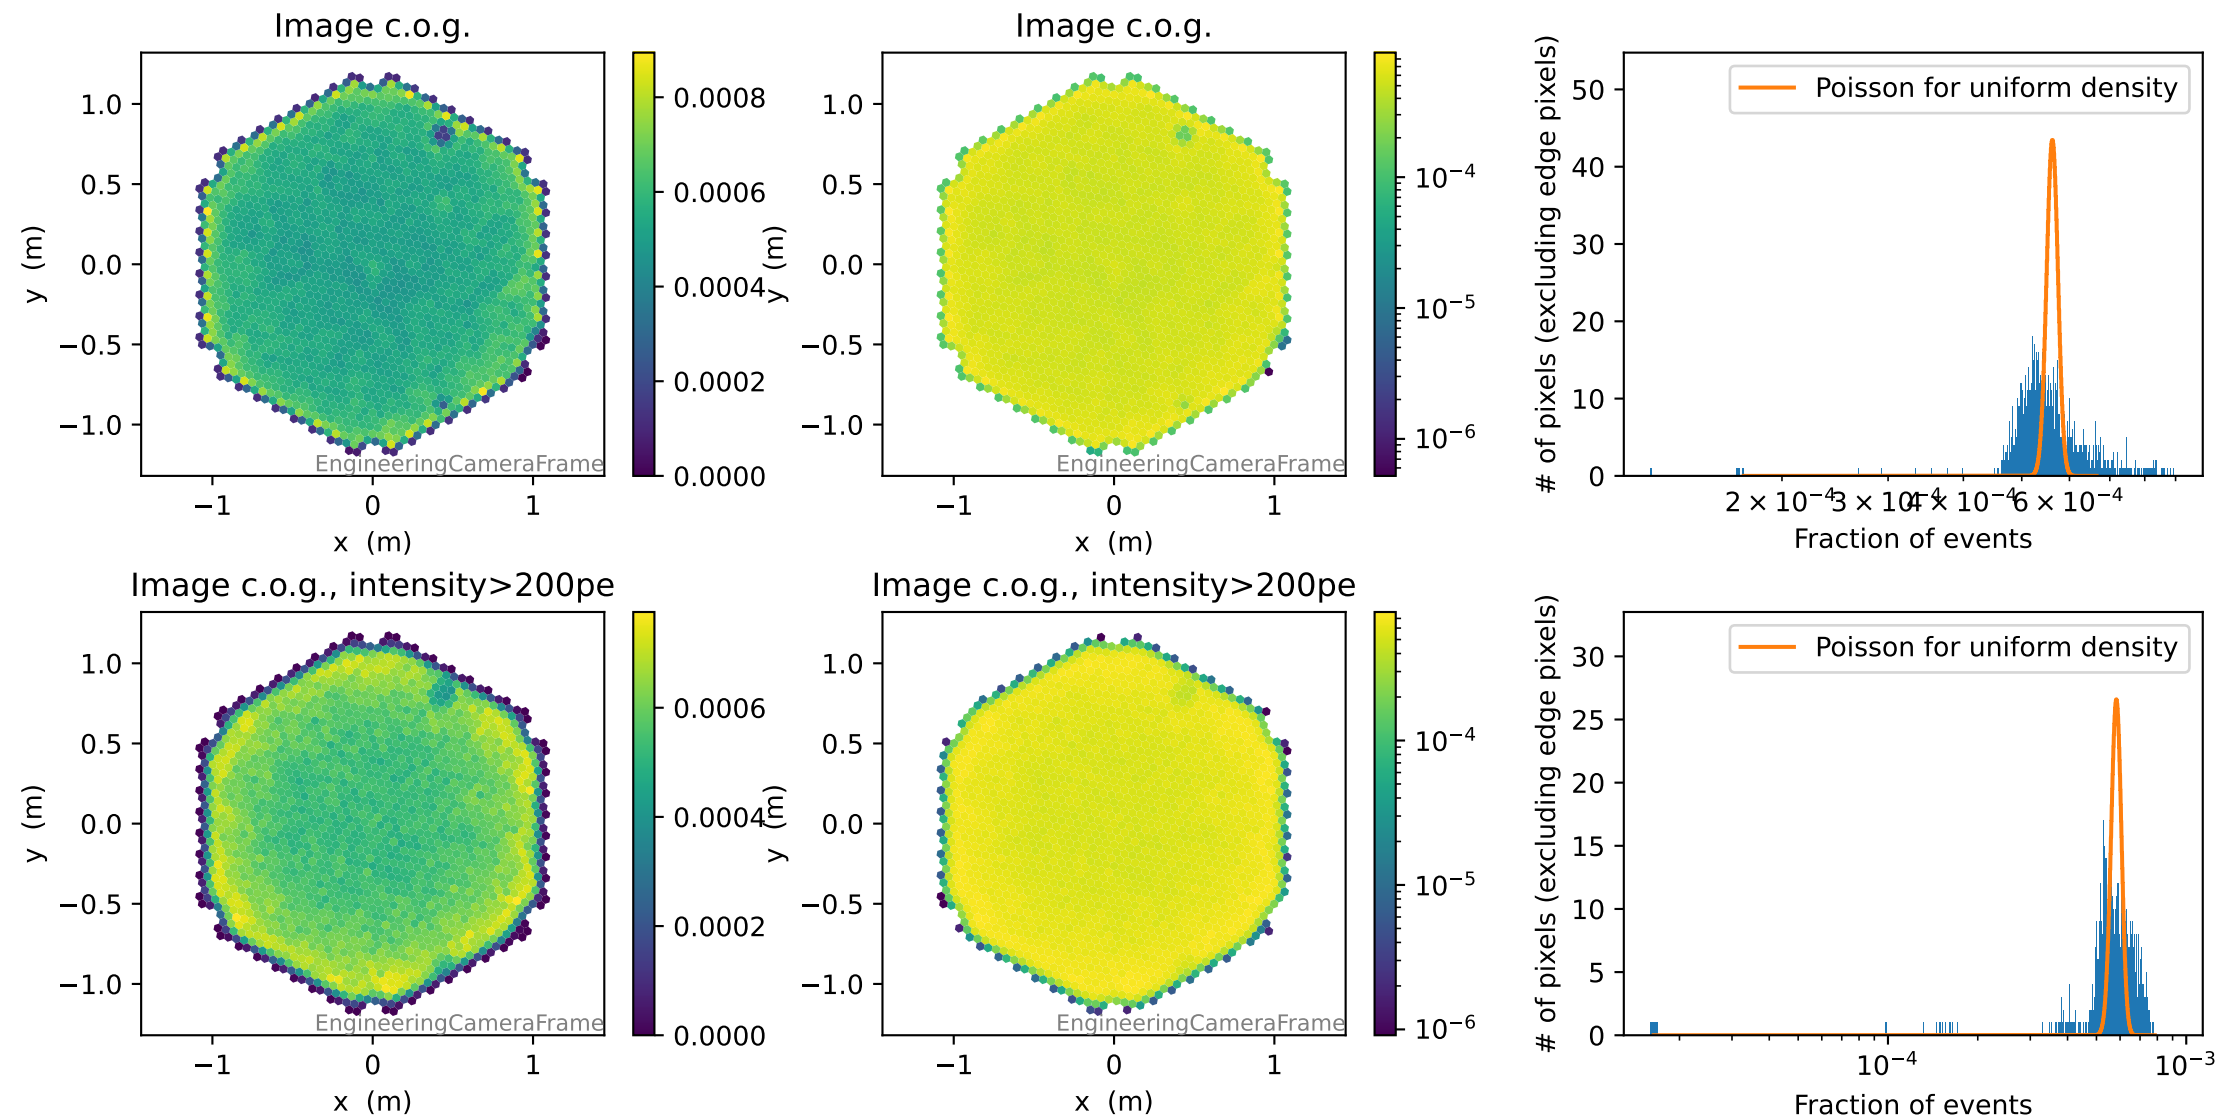 Image c.o.g.
y (m)
1.0
0.5
0.0
−0.5
−1.0
−1 0 1
x (m)
EngineeringCameraFrame
0.0008
0.0006
0.0004
0.0002
0.0000
Image c.o.g.
y (m)
1.0
0.5
0.0
−0.5
−1.0
−1 0 1
x (m)
EngineeringCameraFrame
10⁻⁴
10⁻⁵
10⁻⁶
# of pixels (excluding edge pixels)
50
40
30
20
10
0
Poisson for uniform density
2 × 10⁻⁴ 3 × 10⁻⁴ 4 × 10⁻⁴ 6 × 10⁻⁴
Fraction of events
Image c.o.g., intensity>200pe
y (m)
1.0
0.5
0.0
−0.5
−1.0
−1 0 1
x (m)
EngineeringCameraFrame
0.0006
0.0004
0.0002
0.0000
Image c.o.g., intensity>200pe
y (m)
1.0
0.5
0.0
−0.5
−1.0
−1 0 1
x (m)
EngineeringCameraFrame
10⁻⁴
10⁻⁵
10⁻⁶
# of pixels (excluding edge pixels)
30
25
20
15
10
5
0
Poisson for uniform density
10⁻⁴ 10⁻³
Fraction of events